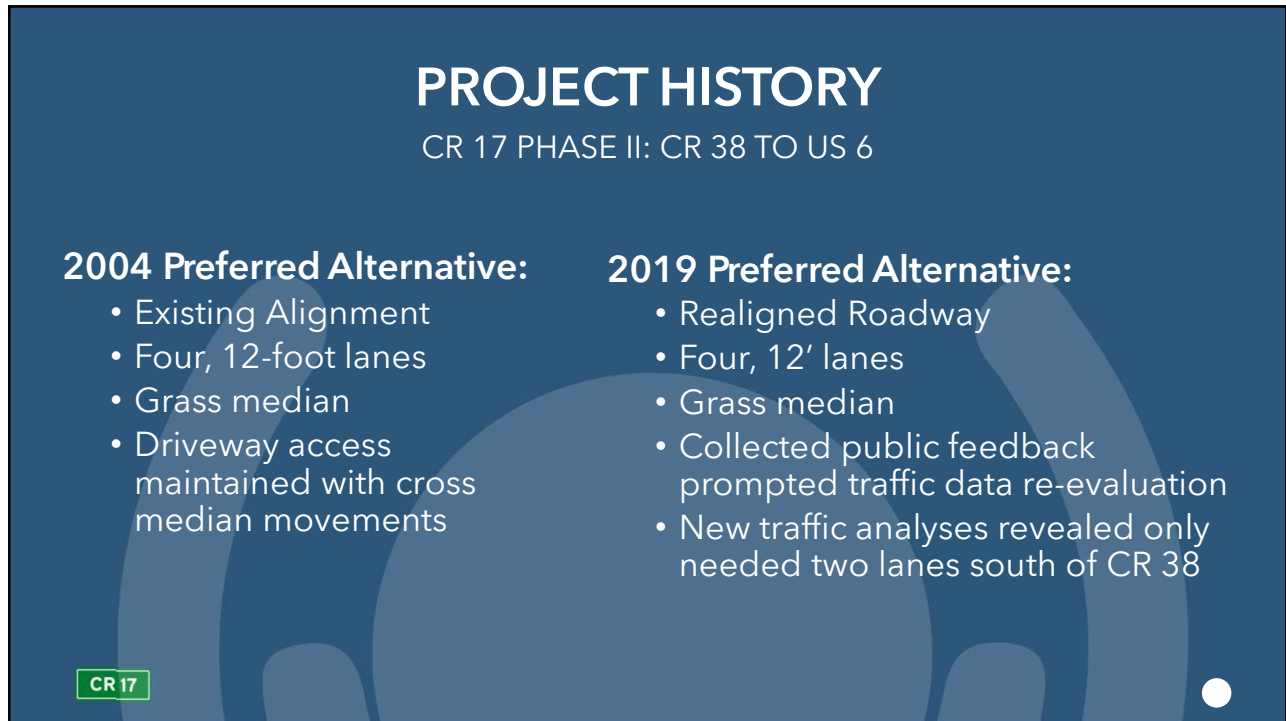 PROJECT HISTORY
CR 17 PHASE II: CR 38 TO US 6
2004 Preferred Alternative:
• Existing Alignment
• Four, 12-foot lanes
• Grass median
• Driveway access
maintained with cross
median movements
2019 Preferred Alternative:
• Realigned Roadway
• Four, 12’ lanes
• Grass median
• Collected public feedback
prompted traffic data re-evaluation
• New traffic analyses revealed only
needed two lanes south of CR 38
CR 17